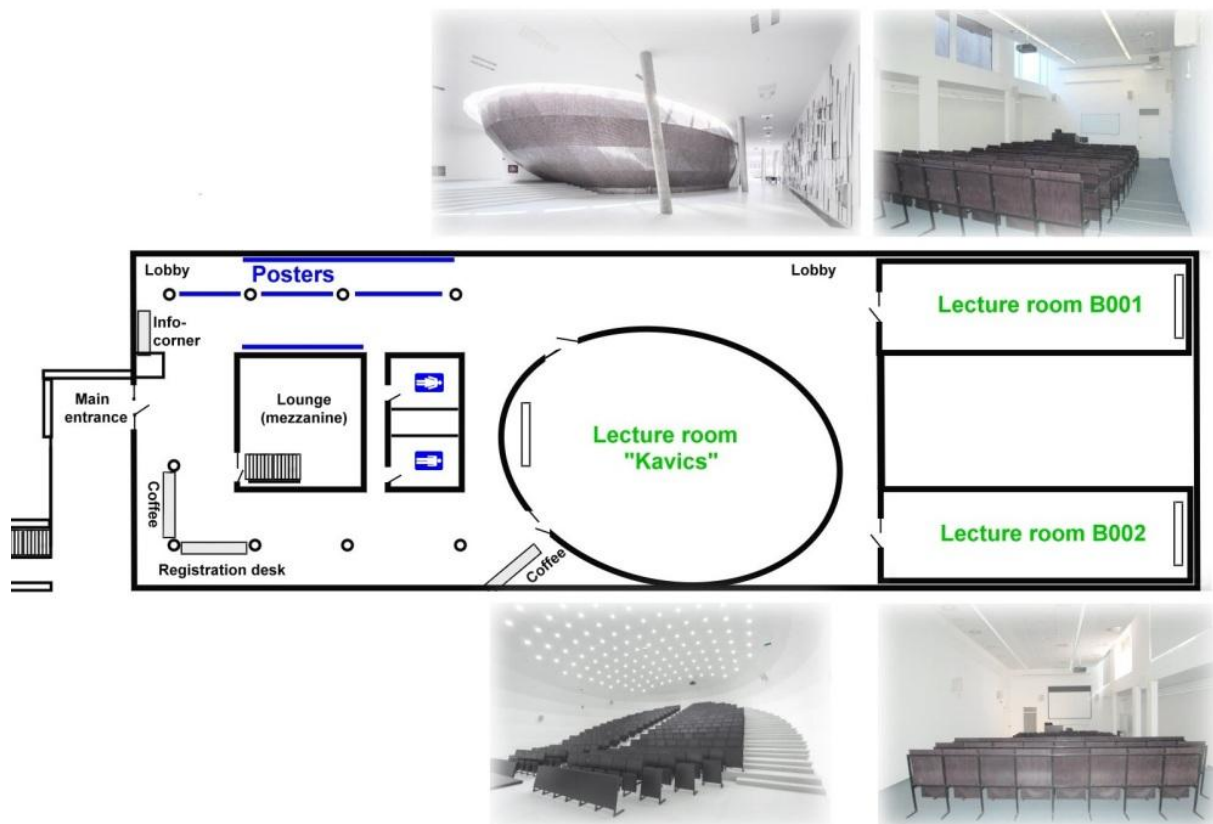 Lobby
Posters
Lobby
Info-
corner
Lecture room B001
Main
entrance
Lounge
(mezzanine)
Lecture room
"Kavics"
Coffee
Registration desk
Coffee
Lecture room B002